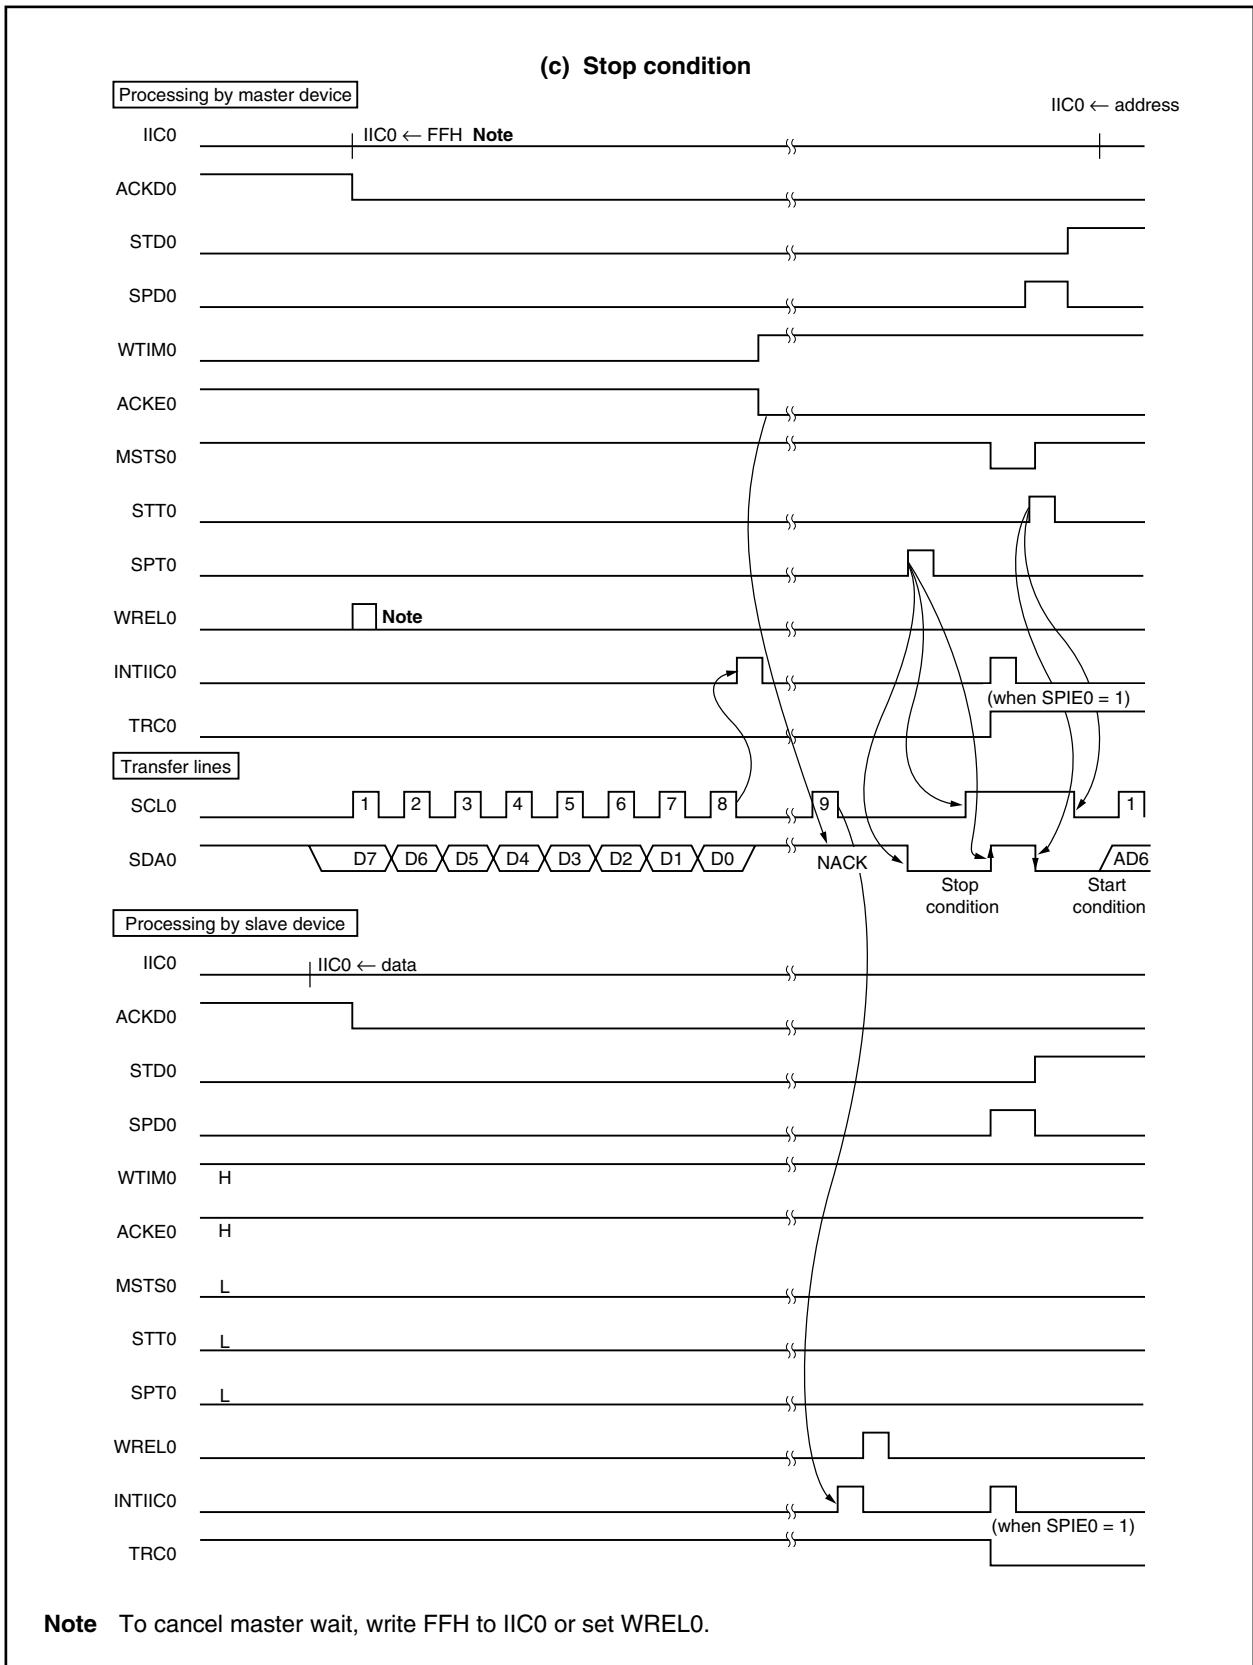 (c) Stop condition
Processing by master device
IIC0 ← address
IIC0
IIC0 ← FFH Note
ACKD0
STD0
SPD0
WTIM0
ACKE0
MSTS0
STT0
SPT0
WREL0
Note
INTIIC0
(when SPIE0 = 1)
TRC0
Transfer lines
SCL0
1 2 3 4 5 6 7 8 9 1
SDA0
D7 D6 D5 D4 D3 D2 D1 D0
NACK
AD6
Stop
condition
Start
condition
Processing by slave device
IIC0
IIC0 ← data
ACKD0
STD0
SPD0
WTIM0 H
ACKE0 H
MSTS0 L
STT0 L
SPT0 L
WREL0
INTIIC0
(when SPIE0 = 1)
TRC0
Note To cancel master wait, write FFH to IIC0 or set WREL0.